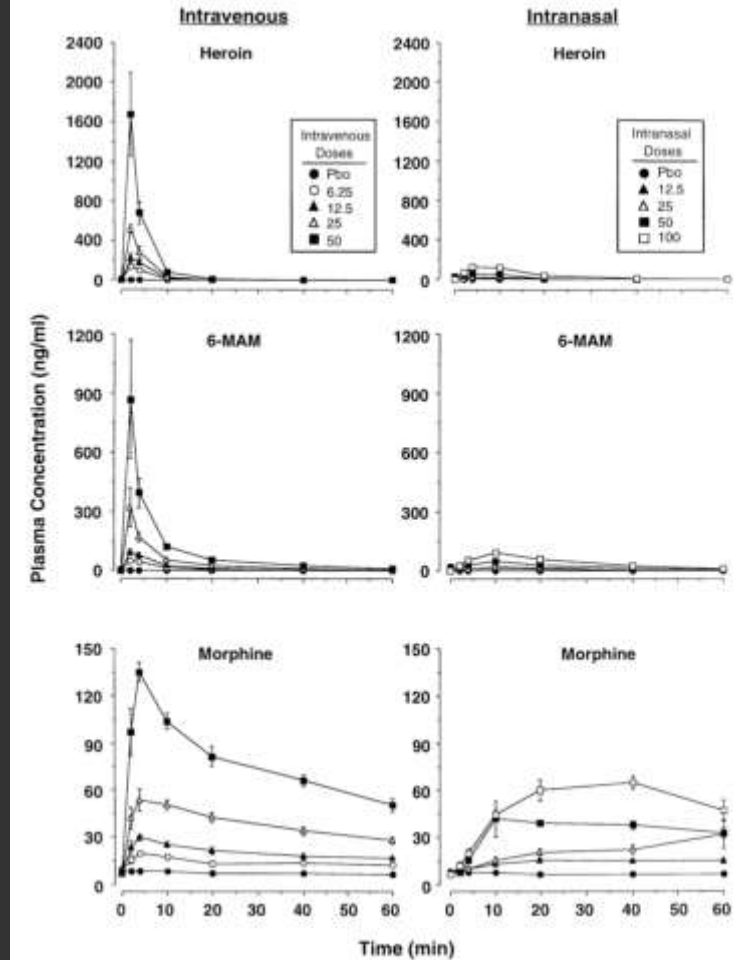 Intravenous
Intranasal
Heroin
Heroin
2400
2000
1600
1200
800
400
0
Intravenous
Doses
Pbo
6.25
12.5
25
50
2400
2000
1600
1200
800
400
0
Intranasal
Doses
Pbo
12.5
25
50
100
Plasma Concentration (ng/ml)
6-MAM
6-MAM
1200
900
600
300
0
1200
900
600
300
0
Morphine
Morphine
150
120
90
60
30
0
0 10 20 30 40 50 60
150
120
90
60
30
0
0 10 20 30 40 50 60
Time (min)